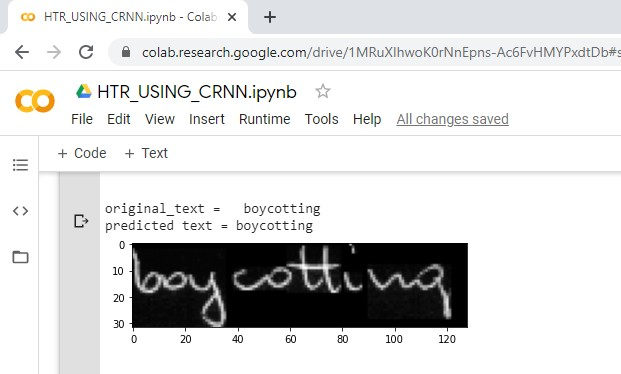 HTR_USING_CRNN.ipynb - Colab
colab.research.google.com/drive/1MRuXlhwoK0rNnEpns-Ac6FvHMYPxdtDb#s
HTR_USING_CRNN.ipynb
File Edit View Insert Runtime Tools Help All changes saved
+ Code + Text
original_text = boycotting
predicted text = boycotting
0
10
20
30
boycotting
0 20 40 60 80 100 120